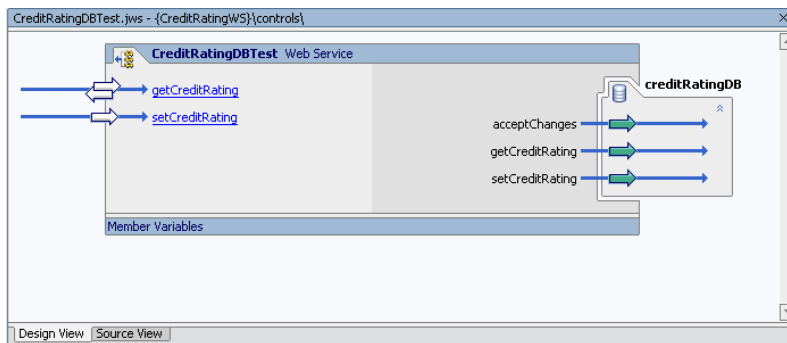 CreditRatingDBTest.jws - {CreditRatingWS}\controls\
CreditRatingDBTest Web Service
getCreditRating
setCreditRating
creditRatingDB
acceptChanges
getCreditRating
setCreditRating
Member Variables
Design View Source View